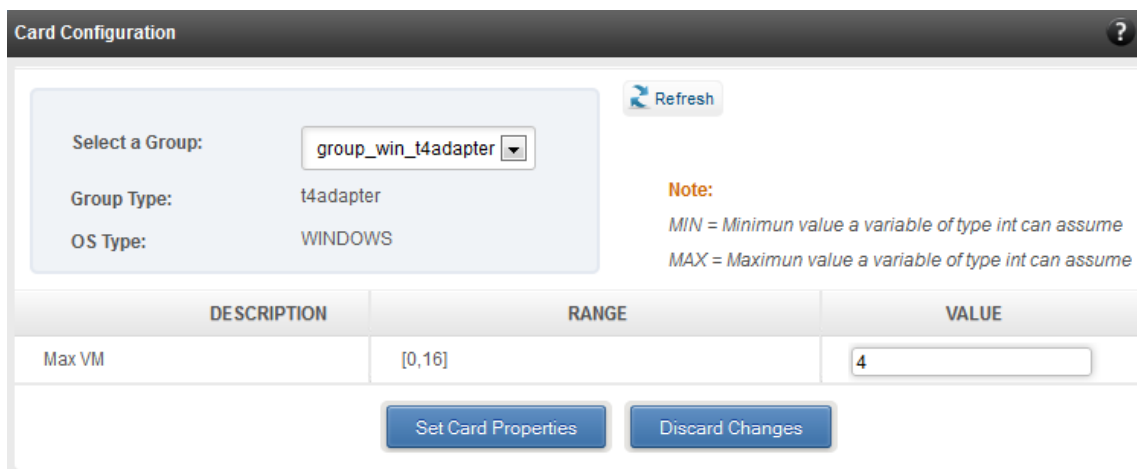 Card Configuration
?
Refresh
Select a Group:
group_win_t4adapter
Group Type:
t4adapter
OS Type:
WINDOWS
Note:
MIN = Minimun value a variable of type int can assume
MAX = Maximun value a variable of type int can assume
DESCRIPTION RANGE VALUE
Max VM [0,16] 4
Set Card Properties Discard Changes